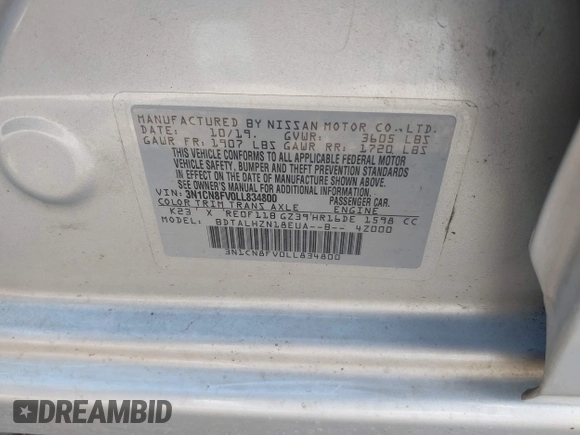 MANUFACTURED BY NISSAN MOTOR CO.,LTD.
DATE: 10/19. GVWR: 3605 LBS
GAWR FR: 1907 LBS GAWR RR: 1720 LBS
THIS VEHICLE CONFORMS TO ALL APPLICABLE FEDERAL MOTOR
VEHICLE SAFETY, BUMPER AND THEFT PREVENTION STANDARDS
IN EFFECT ON THE DATE OF MANUFACTURE SHOWN ABOVE.
SEE OWNER'S MANUAL FOR ADDITIONAL INFORMATION
VIN: 3N1CN8FV0LL834800 PASSENGER CAR.
COLOR TRIM TRANS AXLE ENGINE
K23 X RE0F11B GZ39 HR16DE 1598 CC
MODEL: BDTALHZN18EUA--B-- 42000
3N1CN8FV0LL834800
DREAMBID